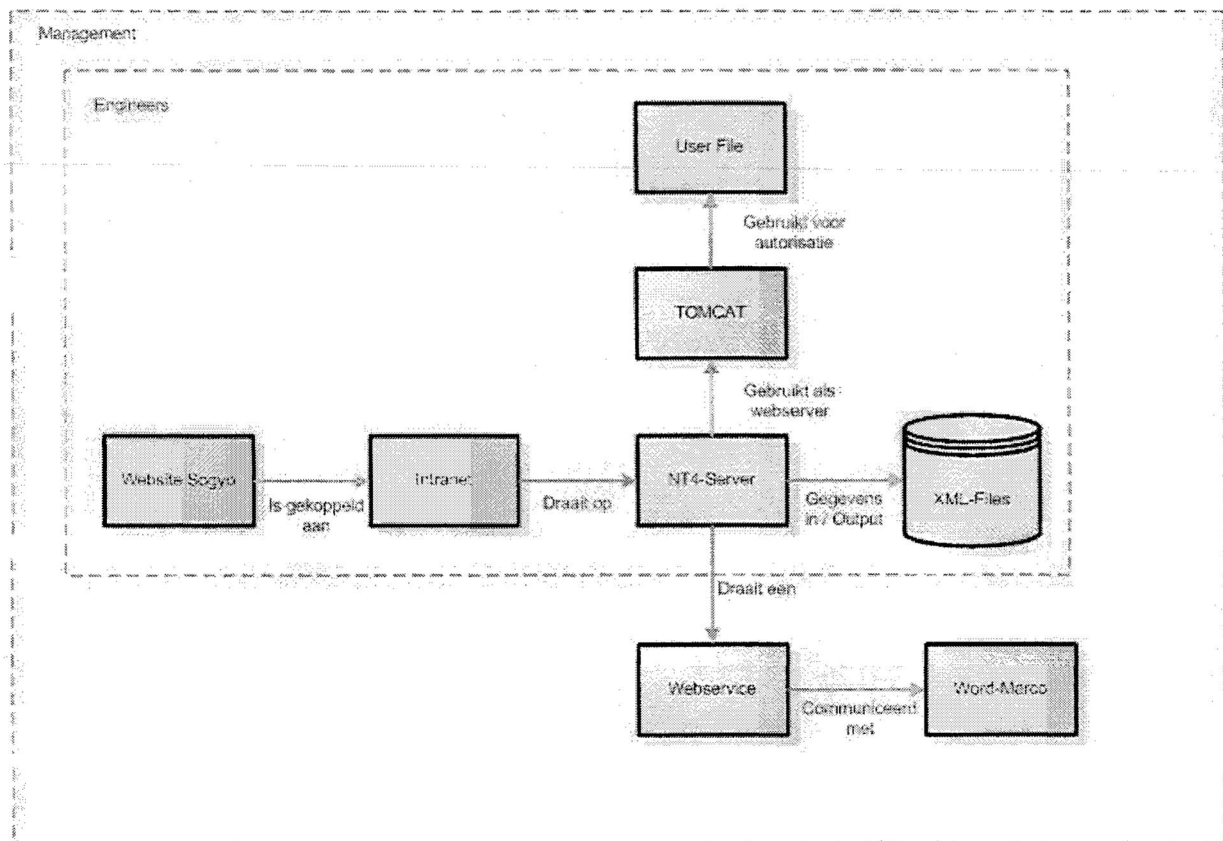 Management
Engineers
User File
Gebruikt voor
autorisatie
TOMCAT
Gebruikt als
webserver
Website Sogyo
Is gekoppeld
aan
Intranet
Draait op
NT4-Server
Gegevens
in / Output
XML-Files
Draait een
Webservice
Communiceerd
met
Word-Marco